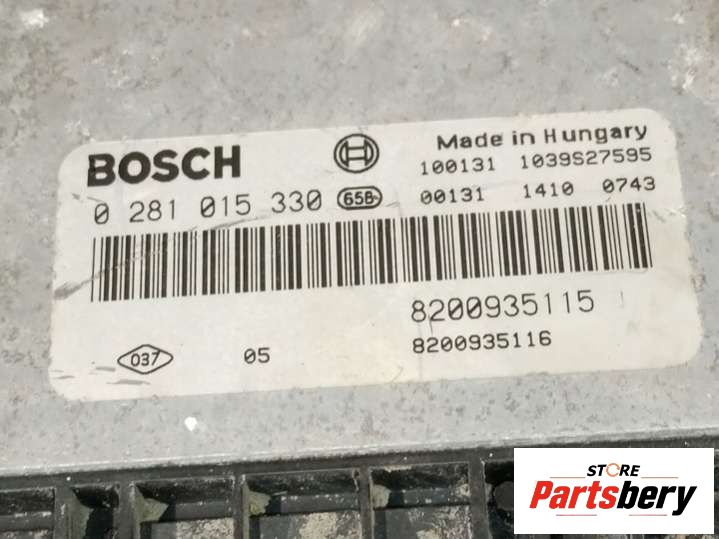 BOSCH
Made in Hungary
100131 1039S27595
0 281 015 330 658
00131 1410 0743
8200935115
8200935116
037 05
STORE
Partsbery